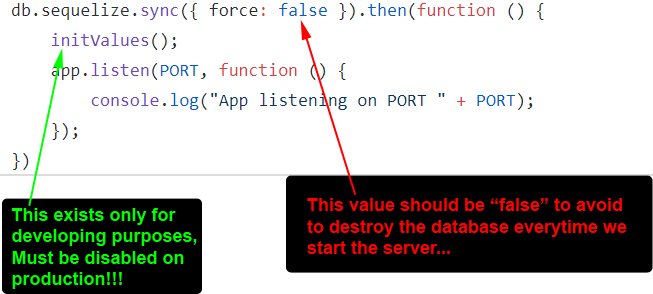 db.sequelize.sync({ force: false }).then(function () {
initValues();
app.listen(PORT, function () {
console.log("App listening on PORT " + PORT);
});
})
This exists only for
developing purposes,
Must be disabled on
production!!!
This value should be “false” to avoid
to destroy the database everytime we
start the server...